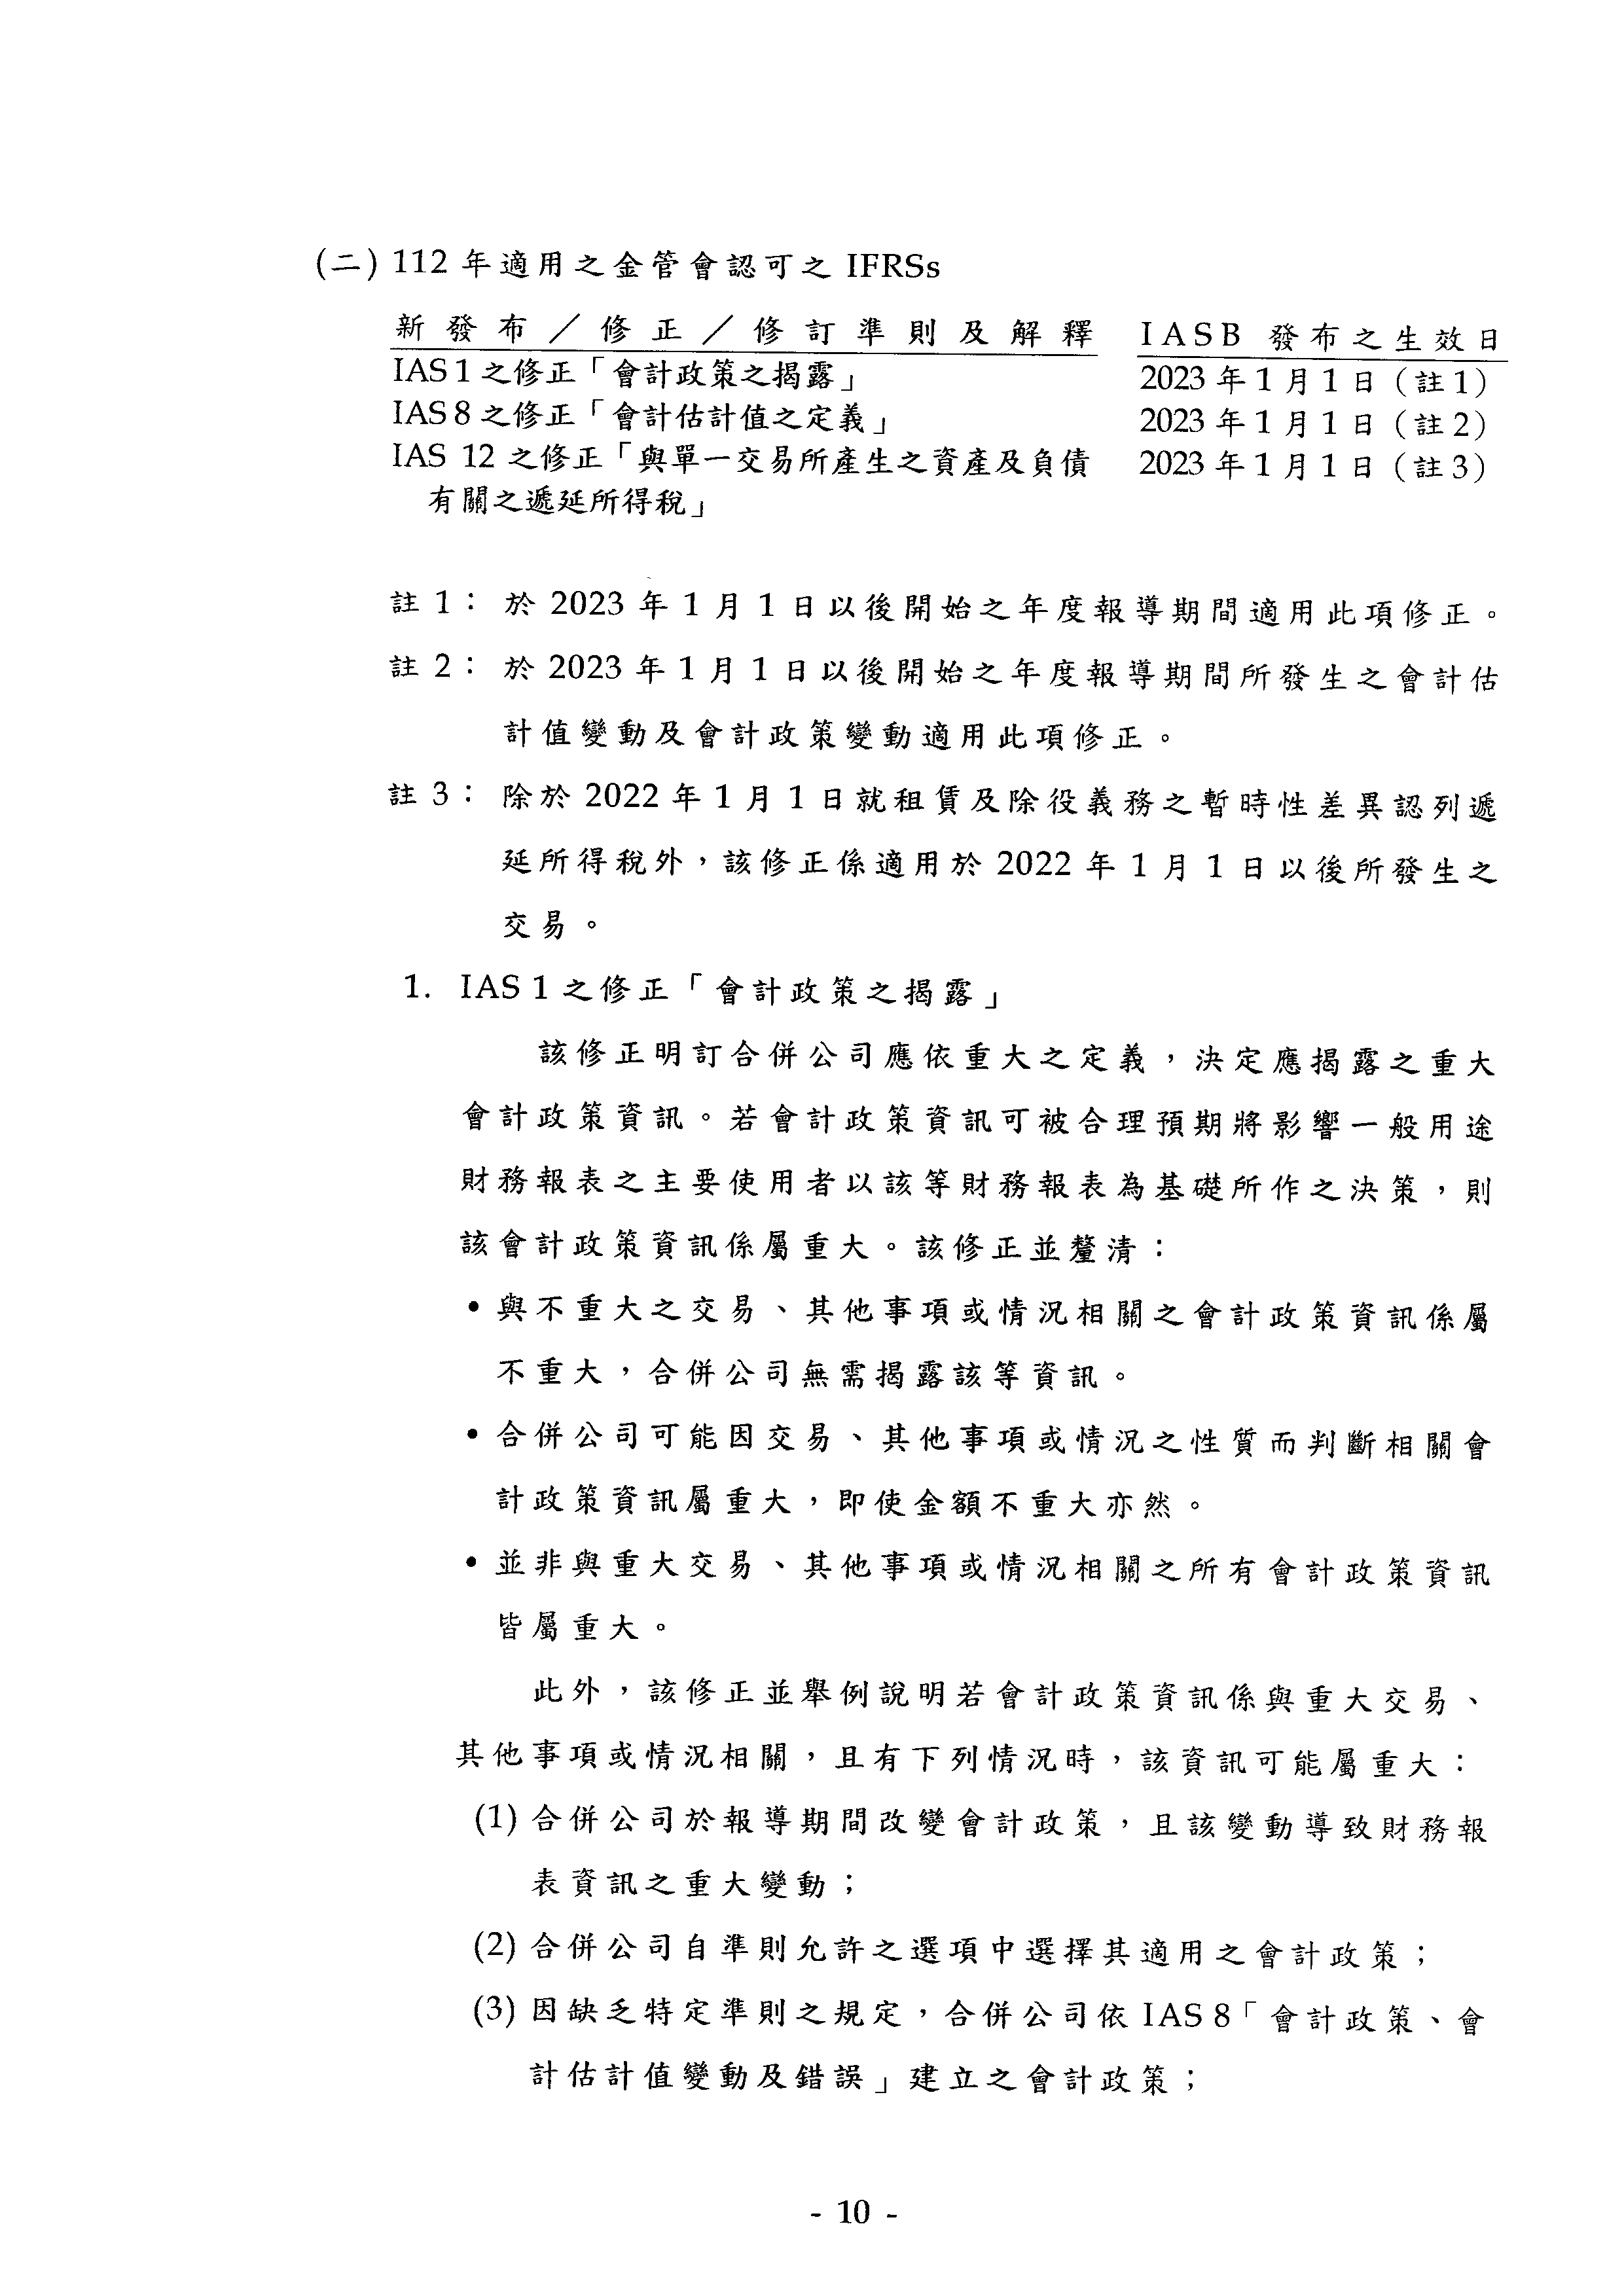 (二) 112 年適用之金管會認可之 IFRSs
新發布／修正／修訂準則及解釋 IASB 發布之生效日
IAS 1 之修正「會計政策之揭露」 2023 年 1 月 1 日（註 1）
IAS 8 之修正「會計估計值之定義」 2023 年 1 月 1 日（註 2）
IAS 12 之修正「與單一交易所產生之資產及負債 2023 年 1 月 1 日（註 3）
有關之遞延所得稅」
註 1： 於 2023 年 1 月 1 日以後開始之年度報導期間適用此項修正。
註 2： 於 2023 年 1 月 1 日以後開始之年度報導期間所發生之會計估
計值變動及會計政策變動適用此項修正。
註 3： 除於 2022 年 1 月 1 日就租賃及除役義務之暫時性差異認列遞
延所得稅外，該修正係適用於 2022 年 1 月 1 日以後所發生之
交易。
1. IAS 1 之修正「會計政策之揭露」
該修正明訂合併公司應依重大之定義，決定應揭露之重大
會計政策資訊。若會計政策資訊可被合理預期將影響一般用途
財務報表之主要使用者以該等財務報表為基礎所作之決策，則
該會計政策資訊係屬重大。該修正並釐清：
• 與不重大之交易、其他事項或情況相關之會計政策資訊係屬
不重大，合併公司無需揭露該等資訊。
• 合併公司可能因交易、其他事項或情況之性質而判斷相關會
計政策資訊屬重大，即使金額不重大亦然。
• 並非與重大交易、其他事項或情況相關之所有會計政策資訊
皆屬重大。
此外，該修正並舉例說明若會計政策資訊係與重大交易、
其他事項或情況相關，且有下列情況時，該資訊可能屬重大：
(1) 合併公司於報導期間改變會計政策，且該變動導致財務報
表資訊之重大變動；
(2) 合併公司自準則允許之選項中選擇其適用之會計政策；
(3) 因缺乏特定準則之規定，合併公司依 IAS 8「會計政策、會
計估計值變動及錯誤」建立之會計政策；
- 10 -